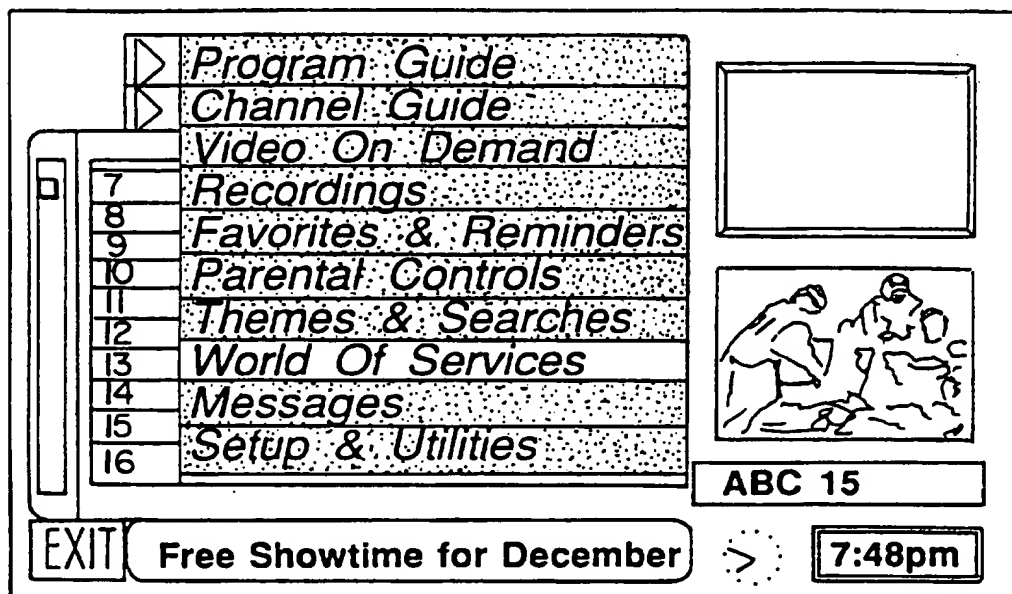 Program Guide
Channel Guide
Video On Demand
7 Recordings
8
9 Favorites & Reminders
10 Parental Controls
11
12 Themes & Searches
13 World Of Services
14 Messages
15
16 Setup & Utilities
ABC 15
EXIT Free Showtime for December > 7:48pm